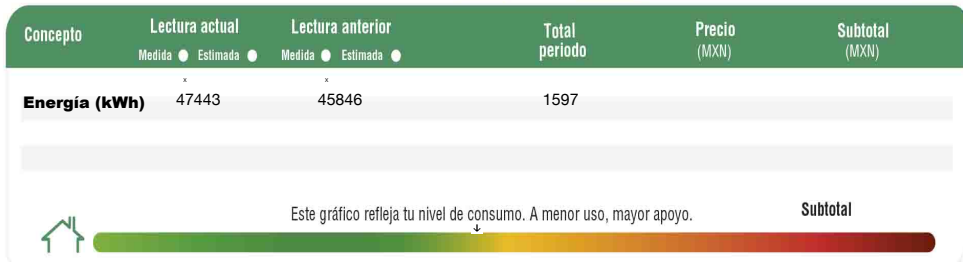 Concepto Lectura actual Lectura anterior Total periodo Precio (MXN) Subtotal (MXN)
Medida Estimada Medida Estimada
x x
Energía (kWh) 47443 45846 1597
Este gráfico refleja tu nivel de consumo. A menor uso, mayor apoyo. Subtotal